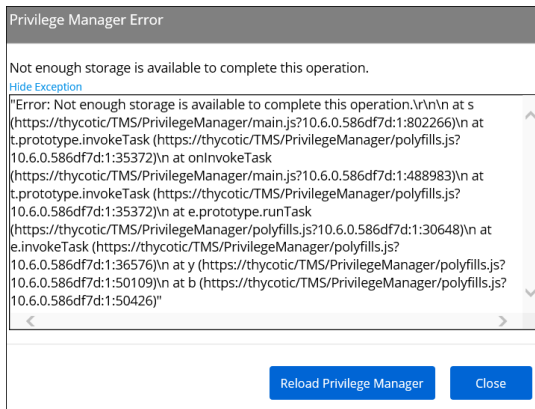 Privilege Manager Error
Not enough storage is available to complete this operation.
Hide Exception
"Error: Not enough storage is available to complete this operation.\r\n\n at s
(https://thycotic/TMS/PrivilegeManager/main.js?10.6.0.586df7d:1:802266)\n at
t.prototype.invokeTask (https://thycotic/TMS/PrivilegeManager/polyfills.js?
10.6.0.586df7d:1:35372)\n at onInvokeTask
(https://thycotic/TMS/PrivilegeManager/main.js?10.6.0.586df7d:1:488983)\n at
t.prototype.invokeTask (https://thycotic/TMS/PrivilegeManager/polyfills.js?
10.6.0.586df7d:1:35372)\n at e.prototype.runTask
(https://thycotic/TMS/PrivilegeManager/polyfills.js?10.6.0.586df7d:1:30648)\n at
e.invokeTask (https://thycotic/TMS/PrivilegeManager/polyfills.js?
10.6.0.586df7d:1:36576)\n at y (https://thycotic/TMS/PrivilegeManager/polyfills.js?
10.6.0.586df7d:1:50109)\n at b (https://thycotic/TMS/PrivilegeManager/polyfills.js?
10.6.0.586df7d:1:50426)"
Reload Privilege Manager
Close